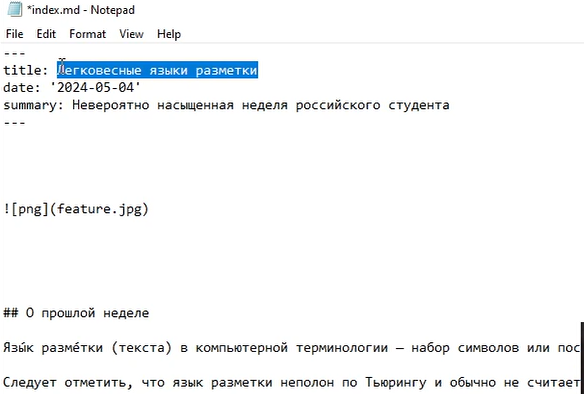 *index.md - Notepad
File Edit Format View Help
---
title: Легковесные языки разметки
date: '2024-05-04'
summary: Невероятно насыщенная неделя российского студента
---
![png](feature.jpg)
## О прошлой неделе
Язы́к разме́тки (текста) в компьютерной терминологии — набор символов или пос
Следует отметить, что язык разметки неполон по Тьюрингу и обычно не считает